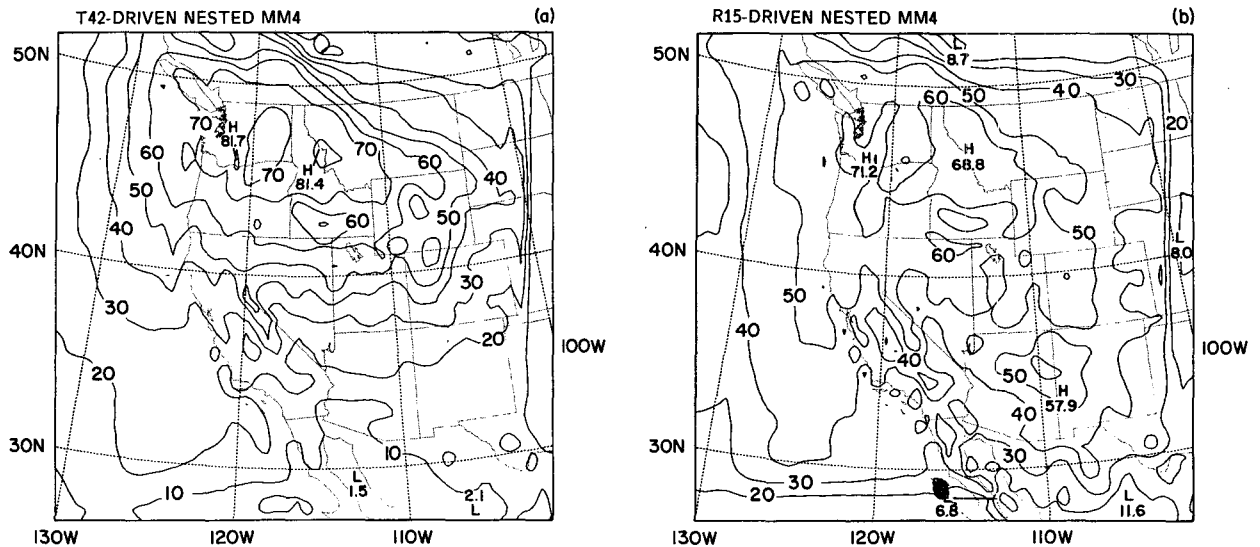 T42-DRIVEN NESTED MM4 (a)
50N
70 H 81.7
60 70 H 81.4 70 60
50 60 40
40 50
40N
30 30
20 20
100W
30N
10
L 1.5
10 2.1 L
130W 120W 110W
R15-DRIVEN NESTED MM4 (b)
50N
L 8.7
30
60 50 40
20
H 71.2 H 68.8
40N
50 L 8.0
60
50
40
40
100W
50 H 57.9
40
30N
30
30
20
L 6.8 L 11.6
130W 120W 110W